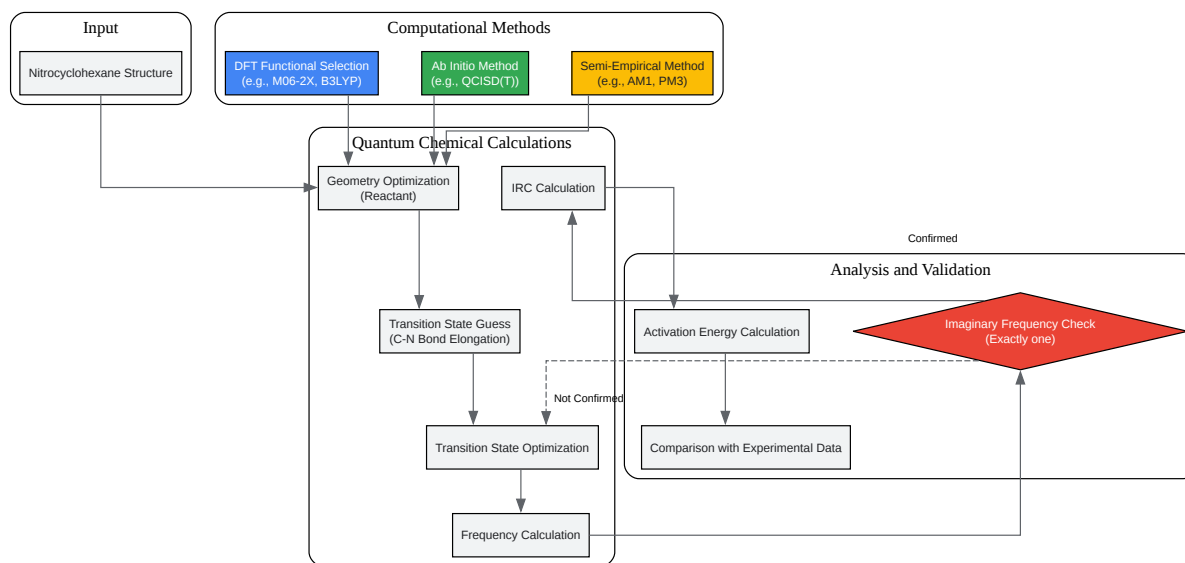 Input
Nitrocyclohexane Structure
Computational Methods
DFT Functional Selection
(e.g., M06-2X, B3LYP)
Ab Initio Method
(e.g., QCISD(T))
Semi-Empirical Method
(e.g., AM1, PM3)
Quantum Chemical Calculations
Geometry Optimization
(Reactant)
IRC Calculation
Transition State Guess
(C-N Bond Elongation)
Transition State Optimization
Frequency Calculation
Confirmed
Not Confirmed
Analysis and Validation
Activation Energy Calculation
Imaginary Frequency Check
(Exactly one)
Comparison with Experimental Data